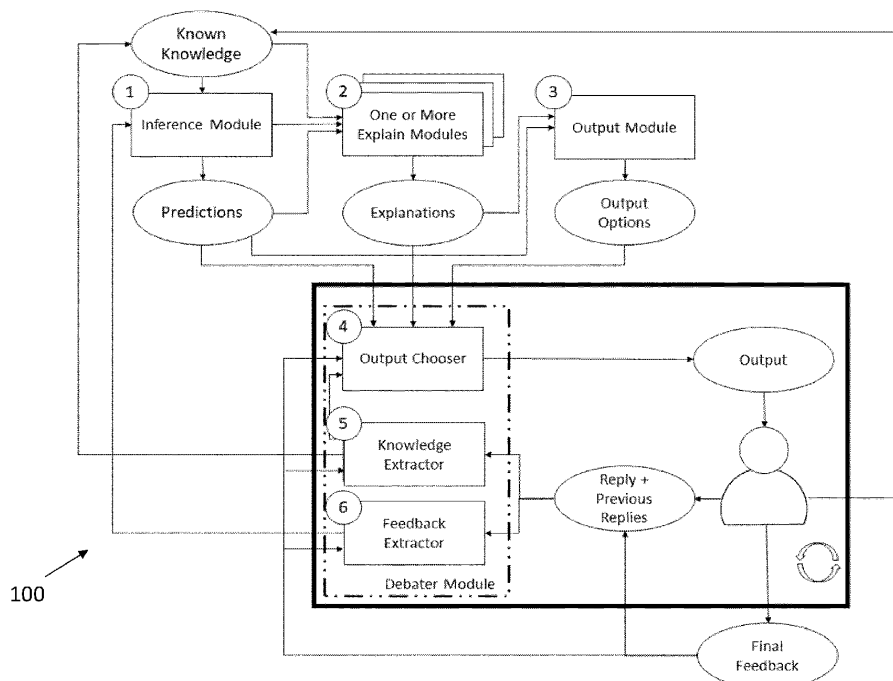 Known
Knowledge
1
Inference Module
2
One or More
Explain Modules
3
Output Module
Predictions
Explanations
Output
Options
4
Output Chooser
Output
5
Knowledge
Extractor
Reply +
Previous
Replies
6
Feedback
Extractor
Debater Module
100
Final
Feedback